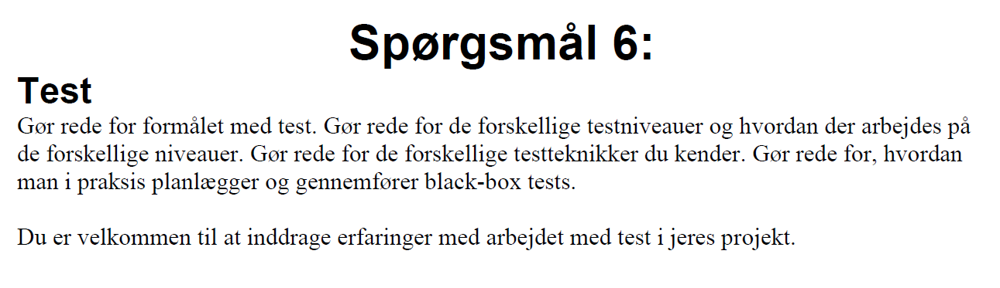 Spørgsmål 6:
Test
Gør rede for formålet med test. Gør rede for de forskellige testniveauer og hvordan der arbejdes på
de forskellige niveauer. Gør rede for de forskellige testteknikker du kender. Gør rede for, hvordan
man i praksis planlægger og gennemfører black-box tests.
Du er velkommen til at inddrage erfaringer med arbejdet med test i jeres projekt.